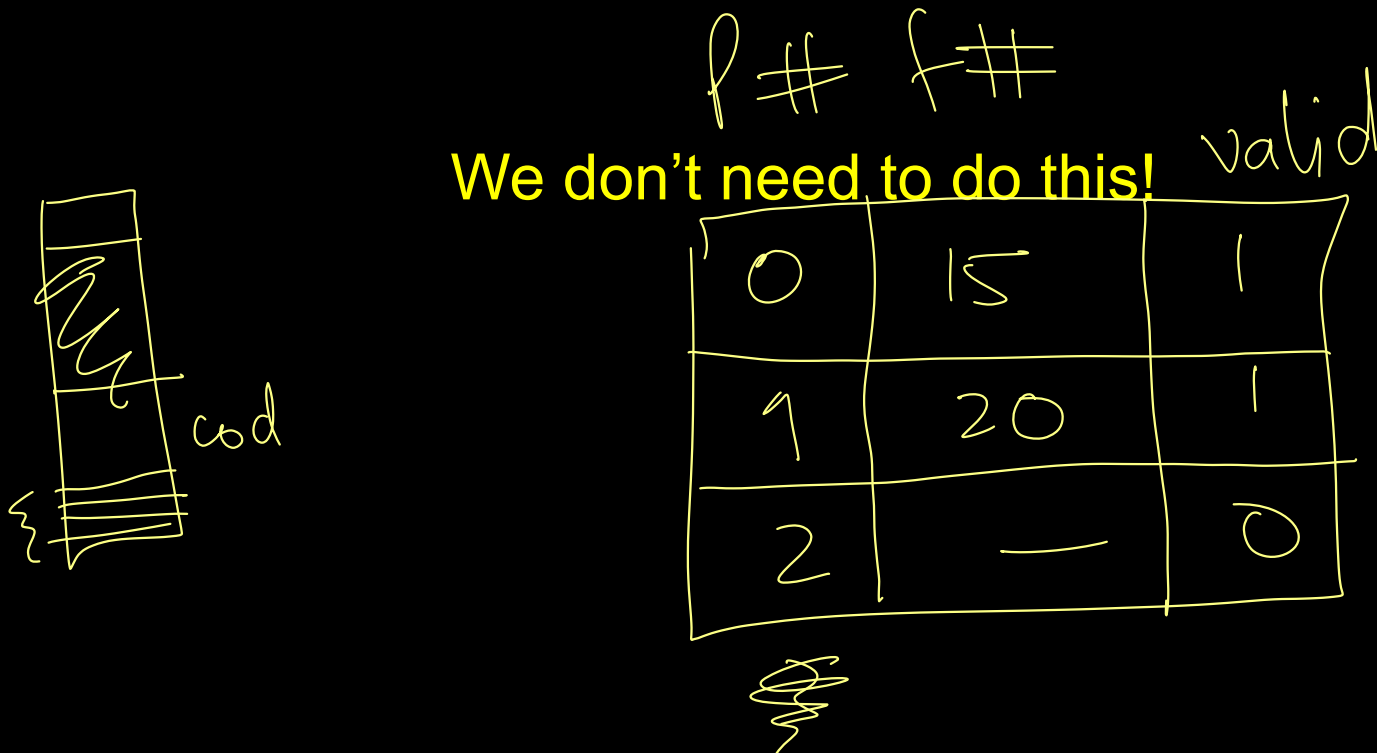 P# f#
valid
We don't need to do this!
0 15 1
1 20 1
cod
2 — 0